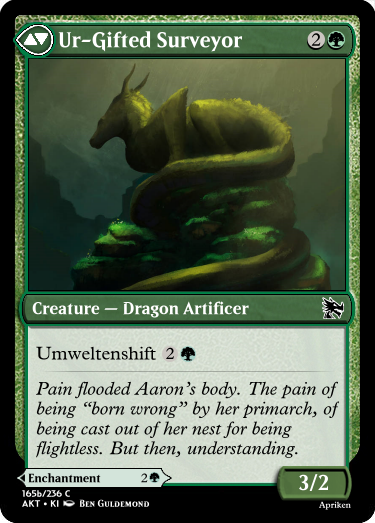 Ur-Gifted Surveyor 2
Creature — Dragon Artificer
Umweltenshift 2
Pain flooded Aaron's body. The pain of
being “born wrong” by her primarch, of
being cast out of her nest for being
flightless. But then, understanding.
Enchantment 2
3/2
165b/236 C
AKT • KI Ben Guldemond
Apriken